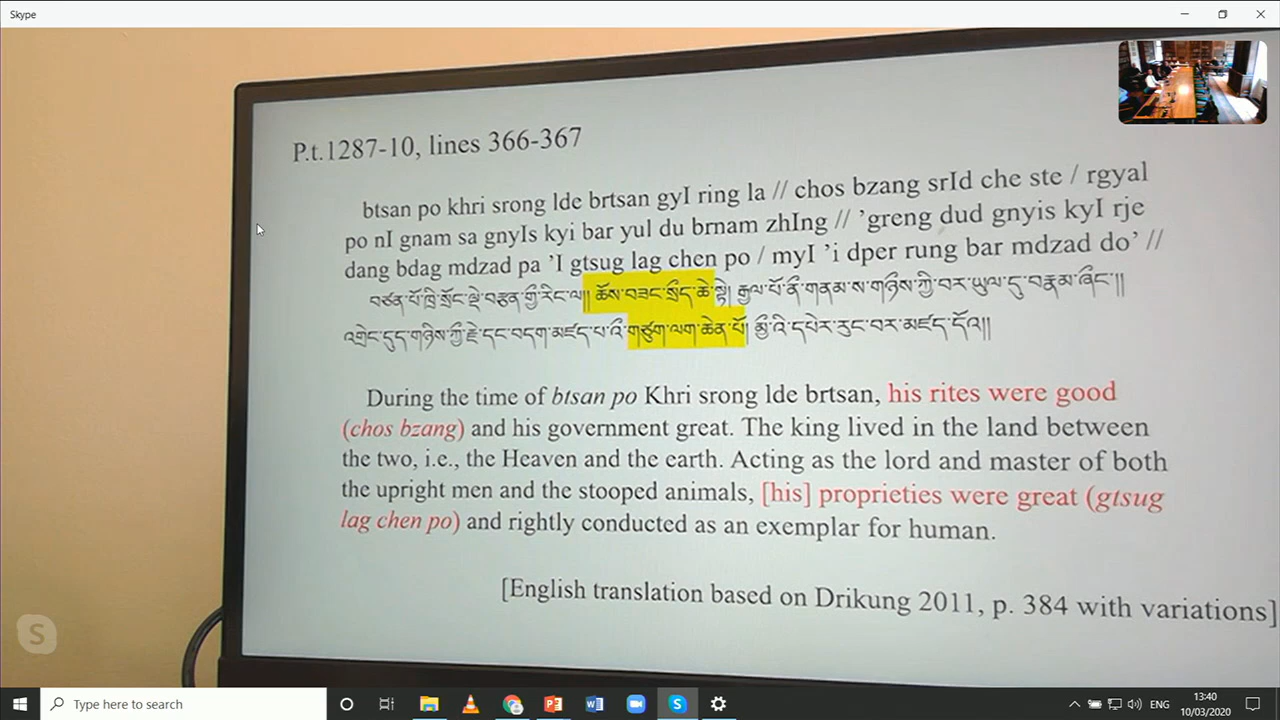 Skype
P.t.1287-10, lines 366-367
btsan po khri srong lde brtsan gyI ring la // chos bzang srId che ste / rgyal
po nI gnam sa gnyIs kyi bar yul du brnam zhIng // ’greng dud gnyis kyI rje
dang bdag mdzad pa ’I gtsug lag chen po / myI ’i dper rung bar mdzad do’ //
བཙན་པོ་ཁྲི་སྲོང་ལྡེ་བརྩན་གྱྀ་རིང་ལ།། ཆོས་བཟང་སྲྀད་ཆེ་སྟེ། རྒྱལ་པོ་ནྀ་གནམ་ས་གཉྀས་ཀྱི་བར་ཡུལ་དུ་བརྣམ་ཞྀང་།།
འགྲེང་དུད་གཉིས་ཀྱྀ་རྗེ་དང་བདག་མཛད་པ་འྀ་གཙུག་ལག་ཆེན་པོ། མྱྀ་འི་དཔེར་རུང་བར་མཛད་དོའ།།
During the time of btsan po Khri srong lde brtsan, his rites were good
(chos bzang) and his government great. The king lived in the land between
the two, i.e., the Heaven and the earth. Acting as the lord and master of both
the upright men and the stooped animals, [his] proprieties were great (gtsug
lag chen po) and rightly conducted as an exemplar for human.
[English translation based on Drikung 2011, p. 384 with variations]
S
Type here to search
ENG
13:40
10/03/2020